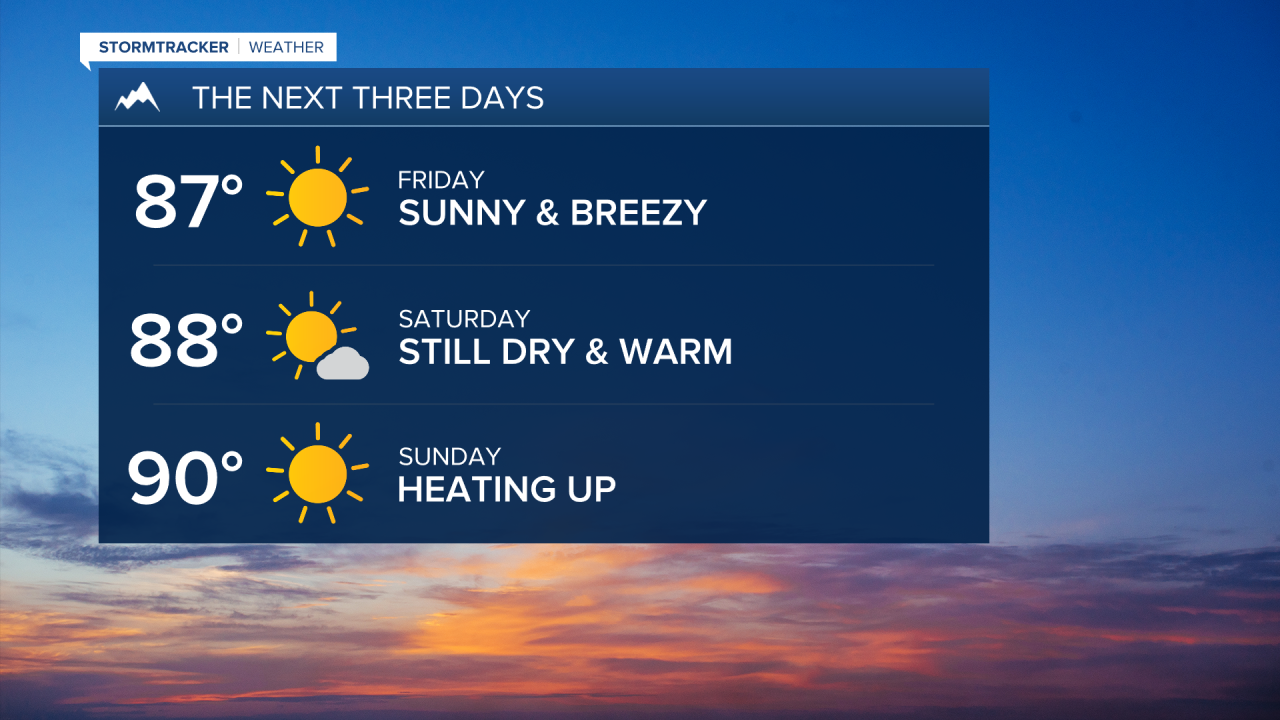 STORMTRACKER | WEATHER
THE NEXT THREE DAYS
87°
FRIDAY
SUNNY & BREEZY
88°
SATURDAY
STILL DRY & WARM
90°
SUNDAY
HEATING UP